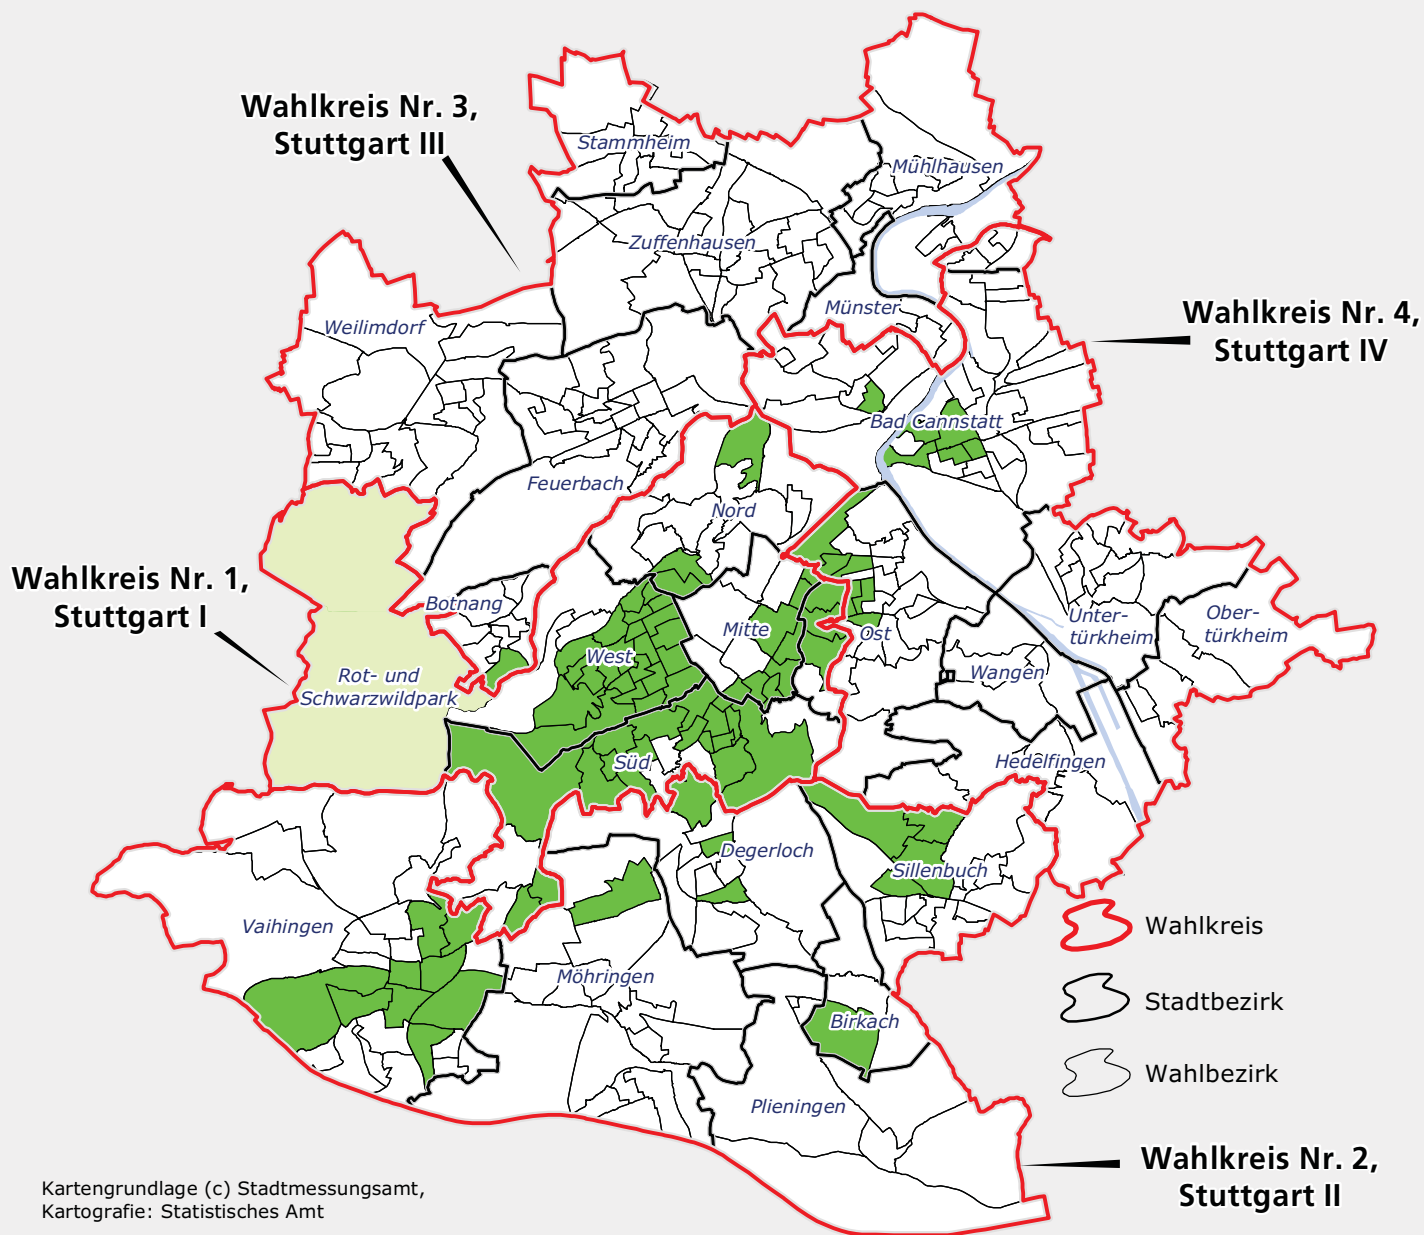 Wahlkreis Nr. 3,
Stuttgart III
Stammheim
Mühlhausen
Zuffenhausen
Münster
Weilimdorf
Wahlkreis Nr. 4,
Stuttgart IV
Bad Cannstatt
Feuerbach
Nord
Wahlkreis Nr. 1,
Stuttgart I
Botnang
Mitte
Ost
Unter-
türkheim
Ober-
türkheim
West
Wangen
Rot- und
Schwarzwildpark
Süd
Hedelfingen
Degerloch
Sillenbuch
Vaihingen
Möhringen
Birkach
Plieningen
Wahlkreis
Stadtbezirk
Wahlbezirk
Wahlkreis Nr. 2,
Stuttgart II
Kartengrundlage (c) Stadtmessungsamt,
Kartografie: Statistisches Amt